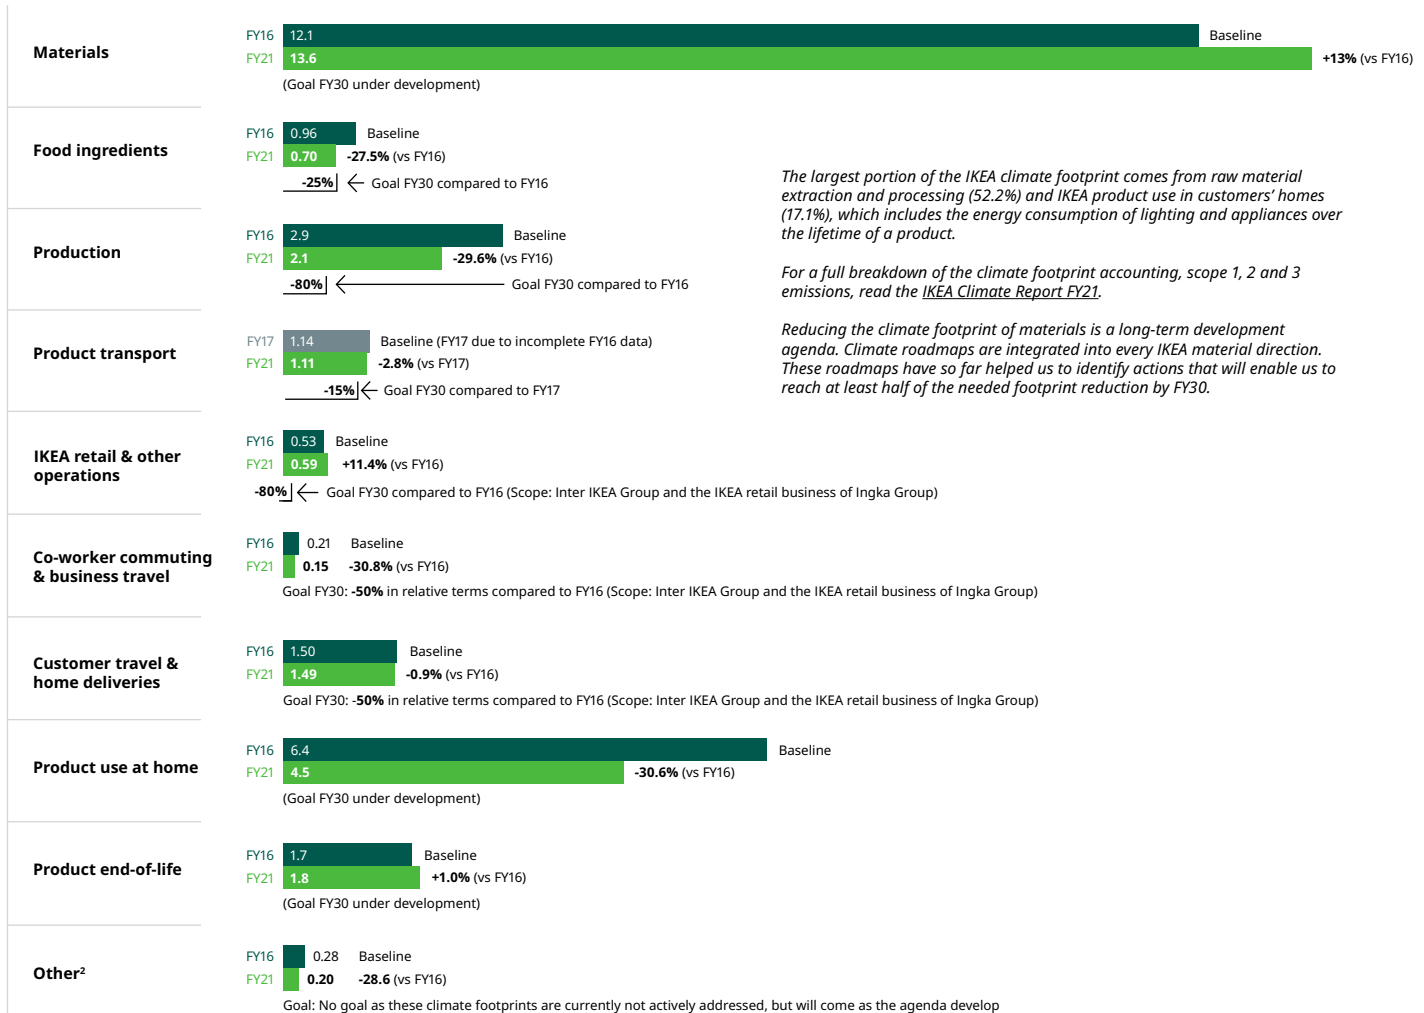 Materials
FY16 12.1 Baseline
FY21 13.6 +13% (vs FY16)
(Goal FY30 under development)
Food ingredients
FY16 0.96 Baseline
FY21 0.70 -27.5% (vs FY16)
-25% Goal FY30 compared to FY16
The largest portion of the IKEA climate footprint comes from raw material
extraction and processing (52.2%) and IKEA product use in customers’ homes
(17.1%), which includes the energy consumption of lighting and appliances over
the lifetime of a product.
For a full breakdown of the climate footprint accounting, scope 1, 2 and 3
emissions, read the IKEA Climate Report FY21.
Reducing the climate footprint of materials is a long-term development
agenda. Climate roadmaps are integrated into every IKEA material direction.
These roadmaps have so far helped us to identify actions that will enable us to
reach at least half of the needed footprint reduction by FY30.
Production
FY16 2.9 Baseline
FY21 2.1 -29.6% (vs FY16)
-80% Goal FY30 compared to FY16
Product transport
FY17 1.14 Baseline (FY17 due to incomplete FY16 data)
FY21 1.11 -2.8% (vs FY17)
-15% Goal FY30 compared to FY17
IKEA retail & other
operations
FY16 0.53 Baseline
FY21 0.59 +11.4% (vs FY16)
-80% Goal FY30 compared to FY16 (Scope: Inter IKEA Group and the IKEA retail business of Ingka Group)
Co-worker commuting
& business travel
FY16 0.21 Baseline
FY21 0.15 -30.8% (vs FY16)
Goal FY30: -50% in relative terms compared to FY16 (Scope: Inter IKEA Group and the IKEA retail business of Ingka Group)
Customer travel &
home deliveries
FY16 1.50 Baseline
FY21 1.49 -0.9% (vs FY16)
Goal FY30: -50% in relative terms compared to FY16 (Scope: Inter IKEA Group and the IKEA retail business of Ingka Group)
Product use at home
FY16 6.4 Baseline
FY21 4.5 -30.6% (vs FY16)
(Goal FY30 under development)
Product end-of-life
FY16 1.7 Baseline
FY21 1.8 +1.0% (vs FY16)
(Goal FY30 under development)
Other²
FY16 0.28 Baseline
FY21 0.20 -28.6 (vs FY16)
Goal: No goal as these climate footprints are currently not actively addressed, but will come as the agenda develop